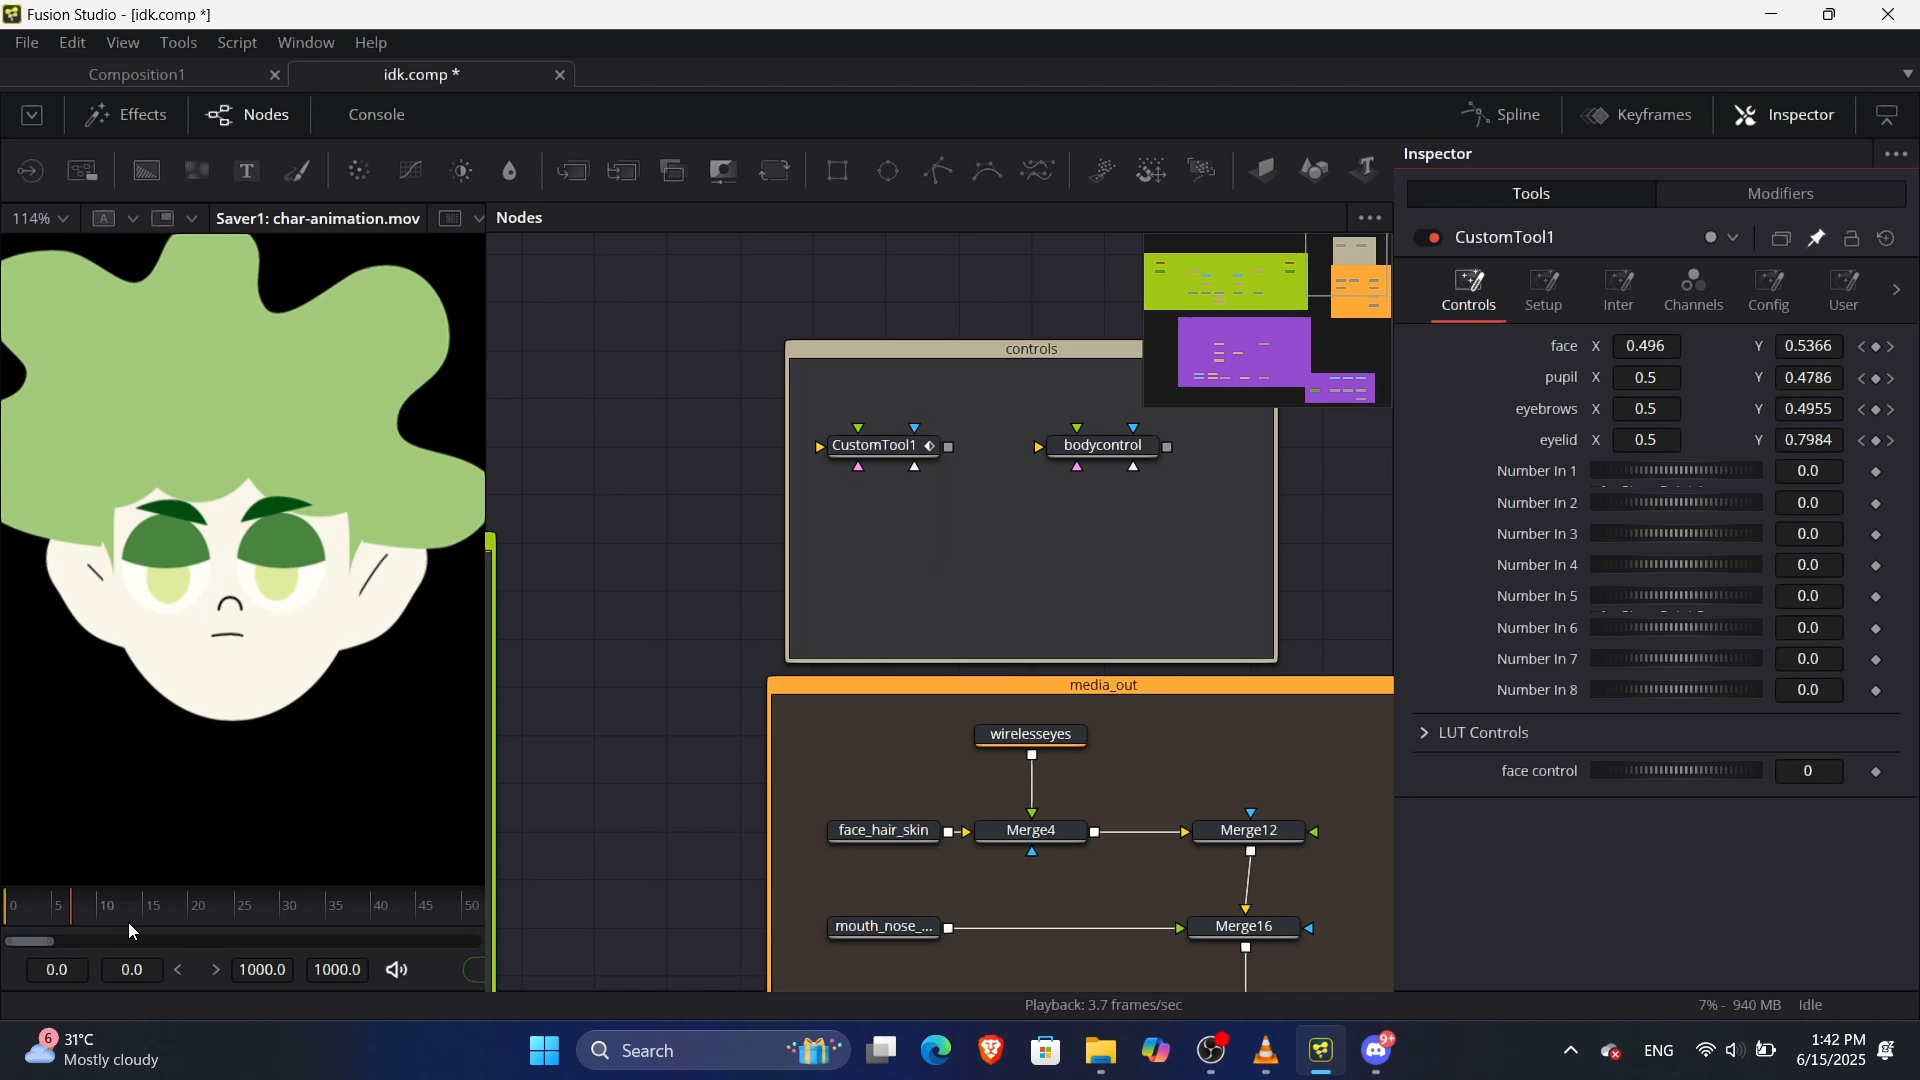 Fusion Studio - [idk.comp *]
File Edit View Tools Script Window Help
Composition1 idk.comp *
Effects Nodes Console Spline Keyframes Inspector
Inspector
Tools Modifiers
114% A Saver1: char-animation.mov Nodes
CustomTool1
Controls Setup Inter Channels Config User
face X 0.496 Y 0.5366
pupil X 0.5 Y 0.4786
eyebrows X 0.5 Y 0.4955
eyelid X 0.5 Y 0.7984
Number In 1 0.0
Number In 2 0.0
Number In 3 0.0
Number In 4 0.0
Number In 5 0.0
Number In 6 0.0
Number In 7 0.0
Number In 8 0.0
LUT Controls
face control 0
controls
CustomTool1 bodycontrol
media_out
wirelesseyes
face_hair_skin Merge4 Merge12
mouth_nose_... Merge16
0 5 10 15 20 25 30 35 40 45 50
0.0 0.0 1000.0 1000.0
Playback: 3.7 frames/sec 7% - 940 MB Idle
6 31°C
Mostly cloudy
Search
9+
ENG
1:42 PM
6/15/2025